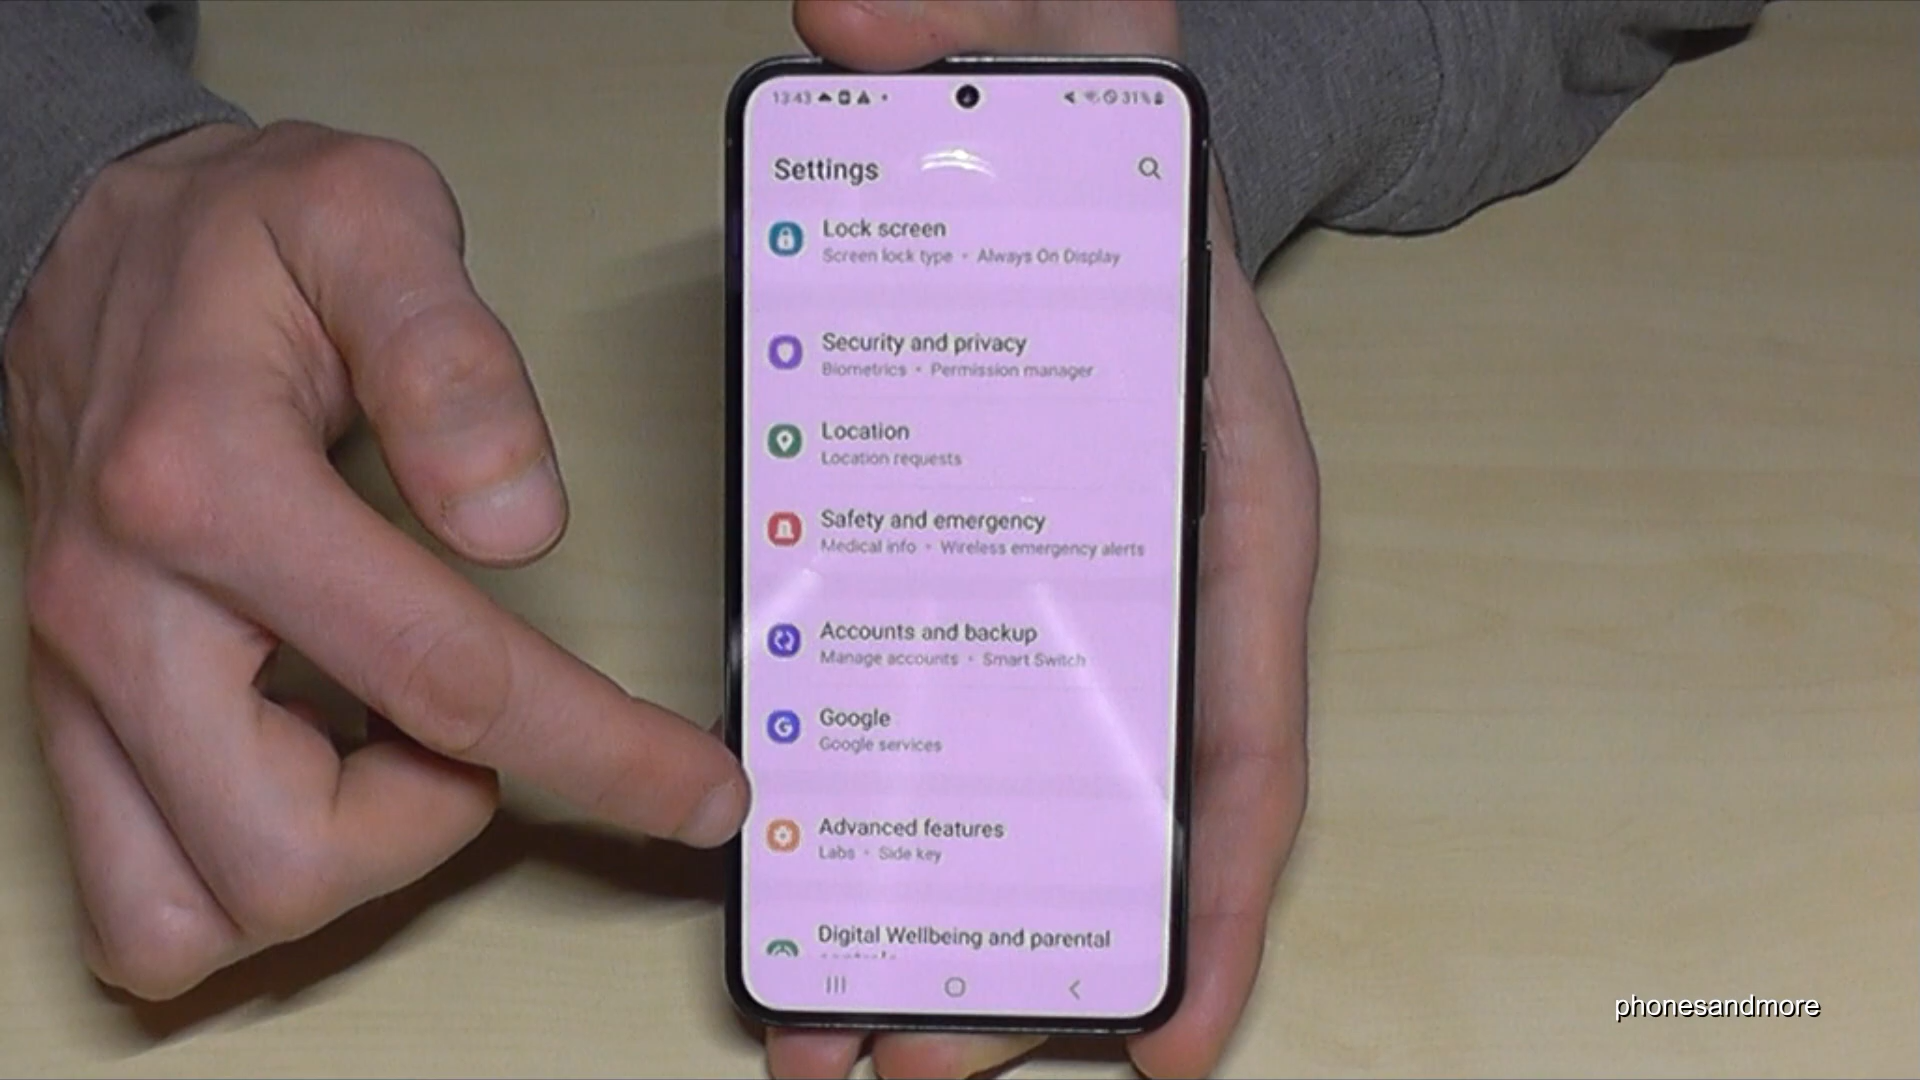 13:43 31%
Settings
Lock screen
Screen lock type • Always On Display
Security and privacy
Biometrics • Permission manager
Location
Location requests
Safety and emergency
Medical info • Wireless emergency alerts
Accounts and backup
Manage accounts • Smart Switch
Google
Google services
Advanced features
Labs • Side key
Digital Wellbeing and parental
phonesandmore